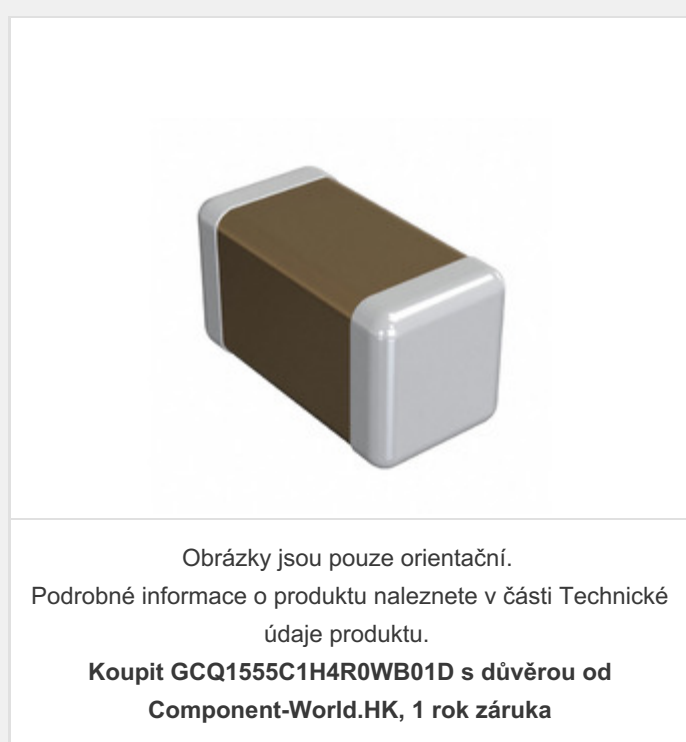 Obrázky jsou pouze orientační.
Podrobné informace o produktu naleznete v části Technické
údaje produktu.
Koupit GCQ1555C1H4R0WB01D s důvěrou od
Component-World.HK, 1 rok záruka